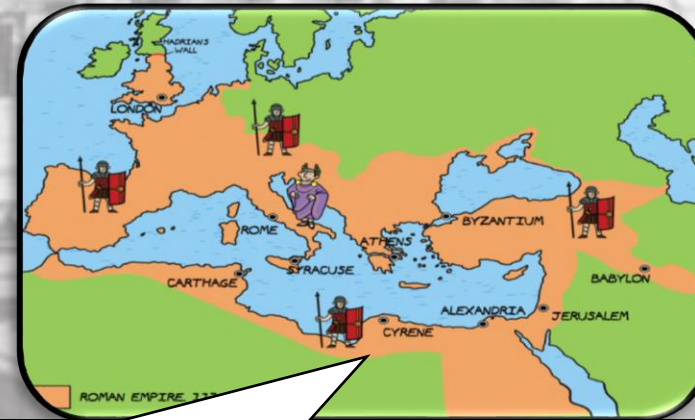 HADRIAN'S
WALL
LONDON
ROME
BYZANTIUM
ATHENS
SYRACUSE
CARTHAGE
BABYLON
ALEXANDRIA
JERUSALEM
CYRENE
ROMAN EMPIRE,